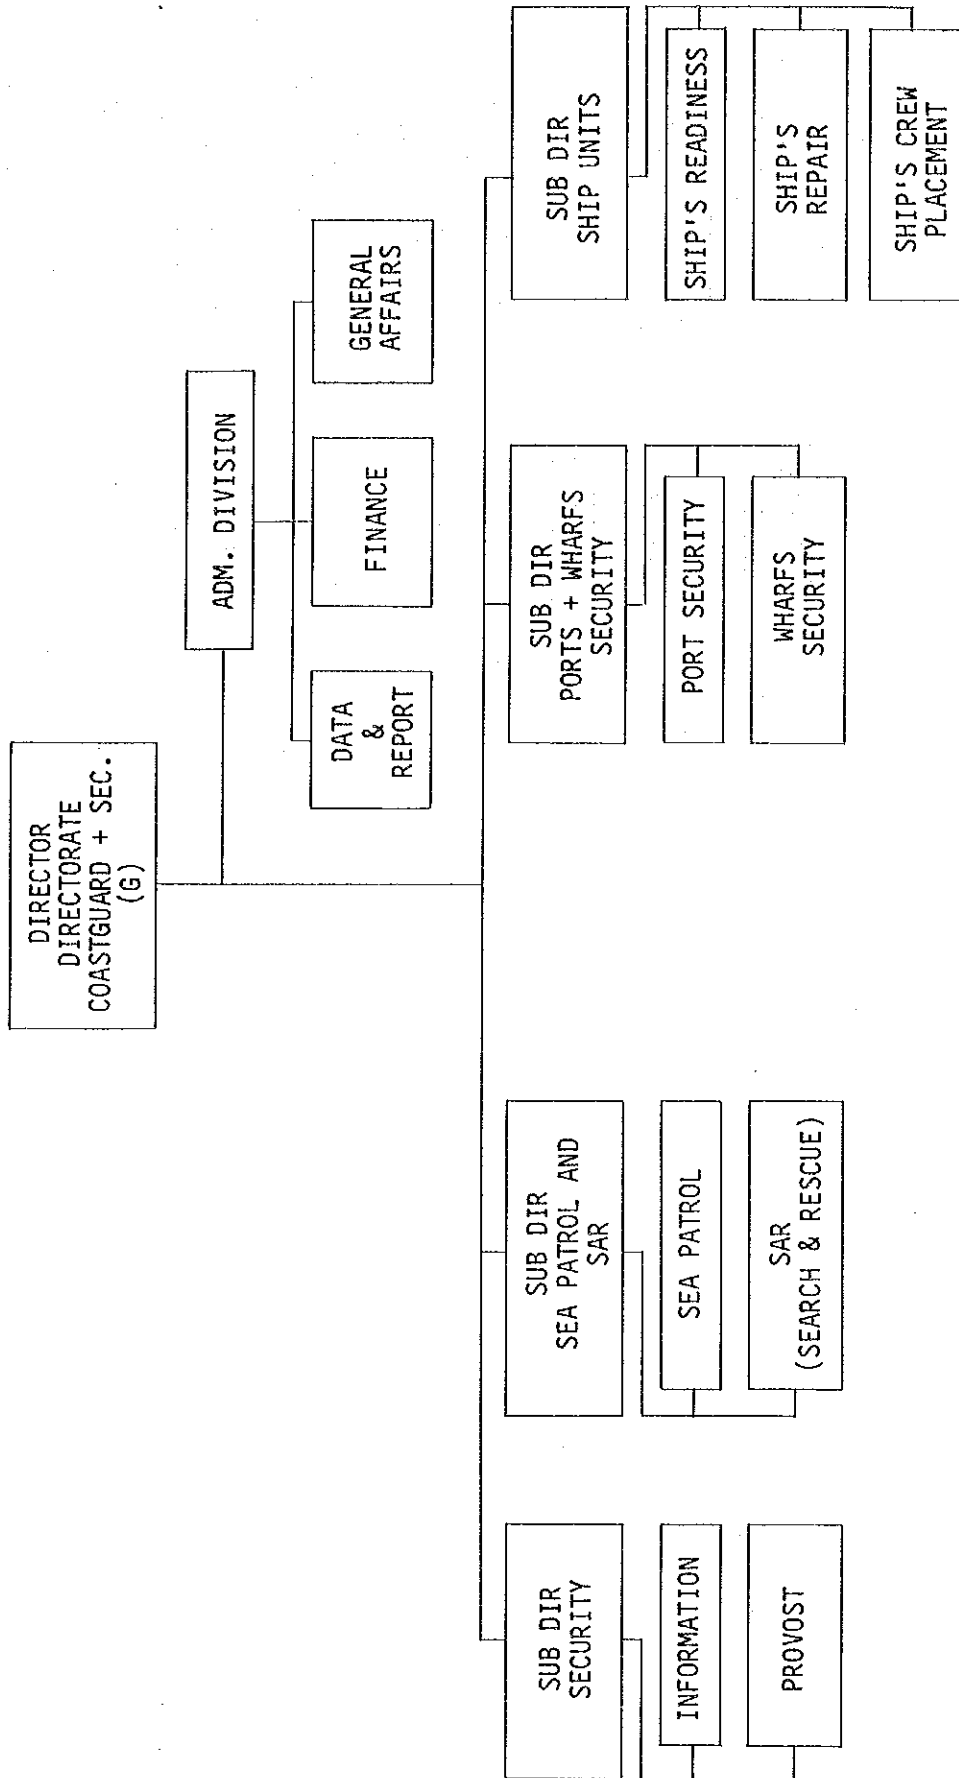 DIRECTOR
DIRECTORATE
COASTGUARD + SEC.
(G)
ADM. DIVISION
DATA
&
REPORT
FINANCE
GENERAL
AFFAIRS
SUB DIR
SECURITY
INFORMATION
PROVOST
SUB DIR
SEA PATROL AND
SAR
SEA PATROL
SAR
(SEARCH & RESCUE)
SUB DIR
PORTS + WHARFS
SECURITY
PORT SECURITY
WHARFS
SECURITY
SUB DIR
SHIP UNITS
SHIP'S READINESS
SHIP'S
REPAIR
SHIP'S CREW
PLACEMENT